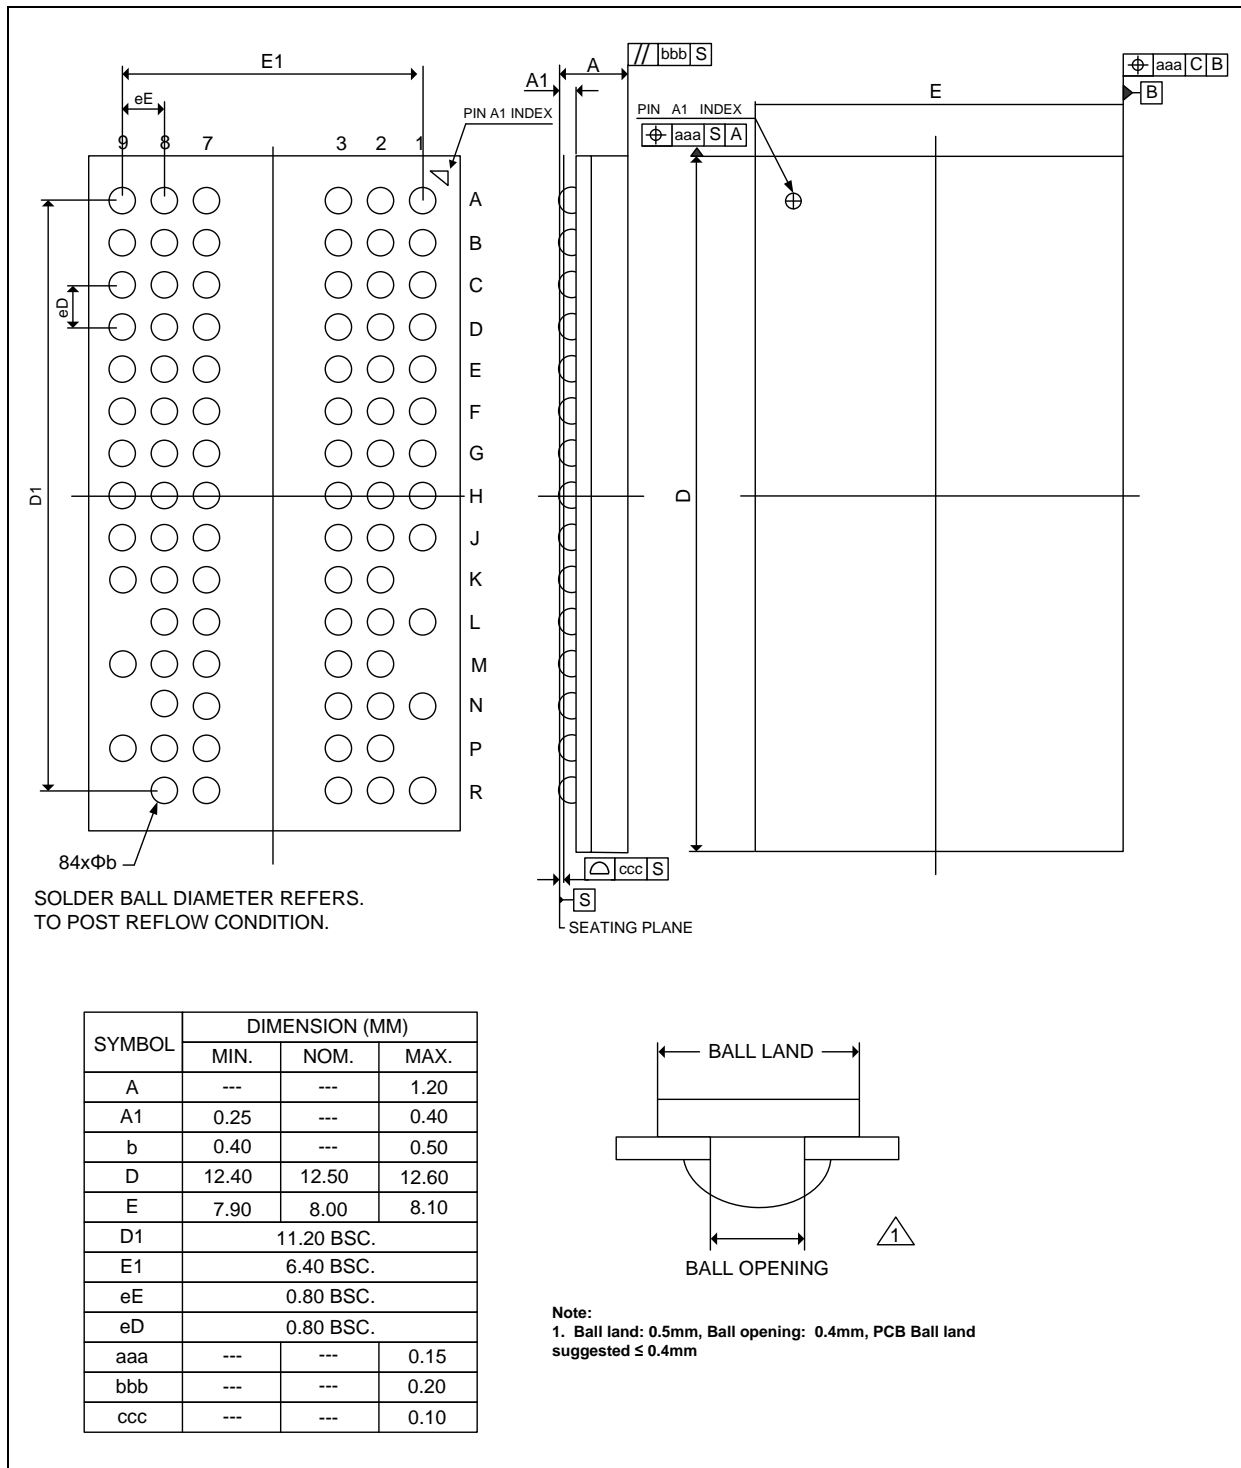 E1
A
// bbb S
A1
eE
PIN A1 INDEX
E
⌖ aaa C B
B
PIN A1 INDEX
⌖ aaa S A
9 8 7 3 2 1
A
B
C
eD
D
E
F
G
D1
H
D
J
K
L
M
N
P
R
84xΦb
⌓ ccc S
S
SEATING PLANE
SOLDER BALL DIAMETER REFERS.
TO POST REFLOW CONDITION.
SYMBOL DIMENSION (MM)
MIN. NOM. MAX.
A --- --- 1.20
A1 0.25 --- 0.40
b 0.40 --- 0.50
D 12.40 12.50 12.60
E 7.90 8.00 8.10
D1 11.20 BSC.
E1 6.40 BSC.
eE 0.80 BSC.
eD 0.80 BSC.
aaa --- --- 0.15
bbb --- --- 0.20
ccc --- --- 0.10
BALL LAND
1
BALL OPENING
Note:
1. Ball land: 0.5mm, Ball opening: 0.4mm, PCB Ball land
suggested ≤ 0.4mm